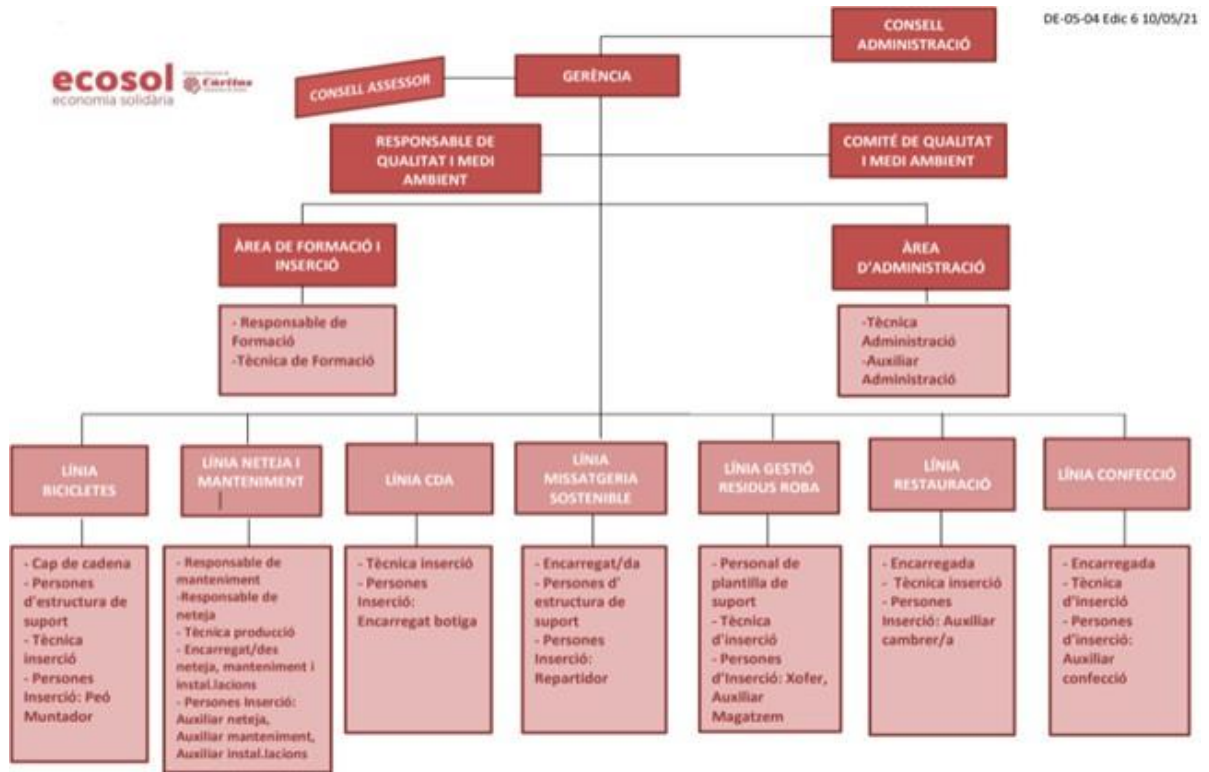 DE-05-04 Edic 6 10/05/21
CONSELL
ADMINISTRACIÓ
ecosol
economia solidària
Càritas
CONSELL ASSESSOR
GERÈNCIA
RESPONSABLE DE
QUALITAT I MEDI
AMBIENT
COMITÉ DE QUALITAT
I MEDI AMBIENT
ÀREA DE FORMACIÓ I
INSERCIÓ
ÀREA
D'ADMINISTRACIÓ
- Responsable de
Formació
-Tècnica de Formació
-Tècnica
Administració
-Auxiliar
Administració
LÍNIA
BICICLETES
LÍNIA NETEJA I
MANTENIMENT
LÍNIA CDA
LÍNIA
MISSATGERIA
SOSTENIBLE
LÍNIA GESTIÓ
RESIDUS ROBA
LÍNIA
RESTAURACIÓ
LÍNIA CONFECCIÓ
- Cap de cadena
- Persones
d'estructura de
suport
- Tècnica
inserció
- Persones
Inserció: Peó
Muntador
- Responsable de
manteniment
-Responsable de
neteja
- Tècnica producció
- Encarregat/des
neteja, manteniment i
instal.lacions
- Persones Inserció:
Auxiliar neteja,
Auxiliar manteniment,
Auxiliar instal.lacions
- Tècnica inserció
- Persones
Inserció:
Encarregat botiga
- Encarregat/da
- Persones d'
estructura de
suport
- Persones
Inserció:
Repartidor
- Personal de
plantilla de
suport
- Tècnica
d'inserció
- Persones
d'Inserció: Xofer,
Auxiliar
Magatzem
- Encarregada
- Tècnica inserció
- Persones
Inserció: Auxiliar
cambrer/a
- Encarregada
- Tècnica
d'inserció
- Persones
d'inserció:
Auxiliar
confecció